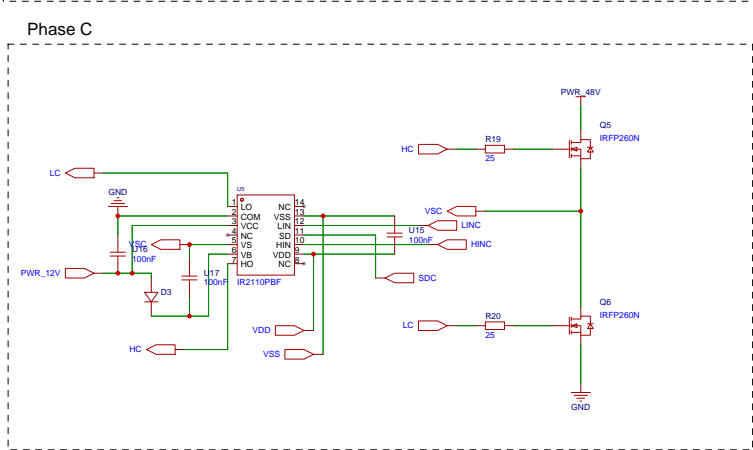 Phase C
PWR_48V
Q5
IRFP260N
HC
R19
25
LC
GND
U5
1 LO NC 14
2 COM VSS 13
3 VCC LIN 12
4 NC SD 11
5 VS HIN 10
6 VB VDD 9
7 HO NC 8
IR2110PBF
VSC
LINC
U15
100nF
HINC
VSC
U16
100nF
PWR_12V
U17
100nF
SDC
D3
Q6
IRFP260N
LC
R20
25
VDD
VSS
HC
GND